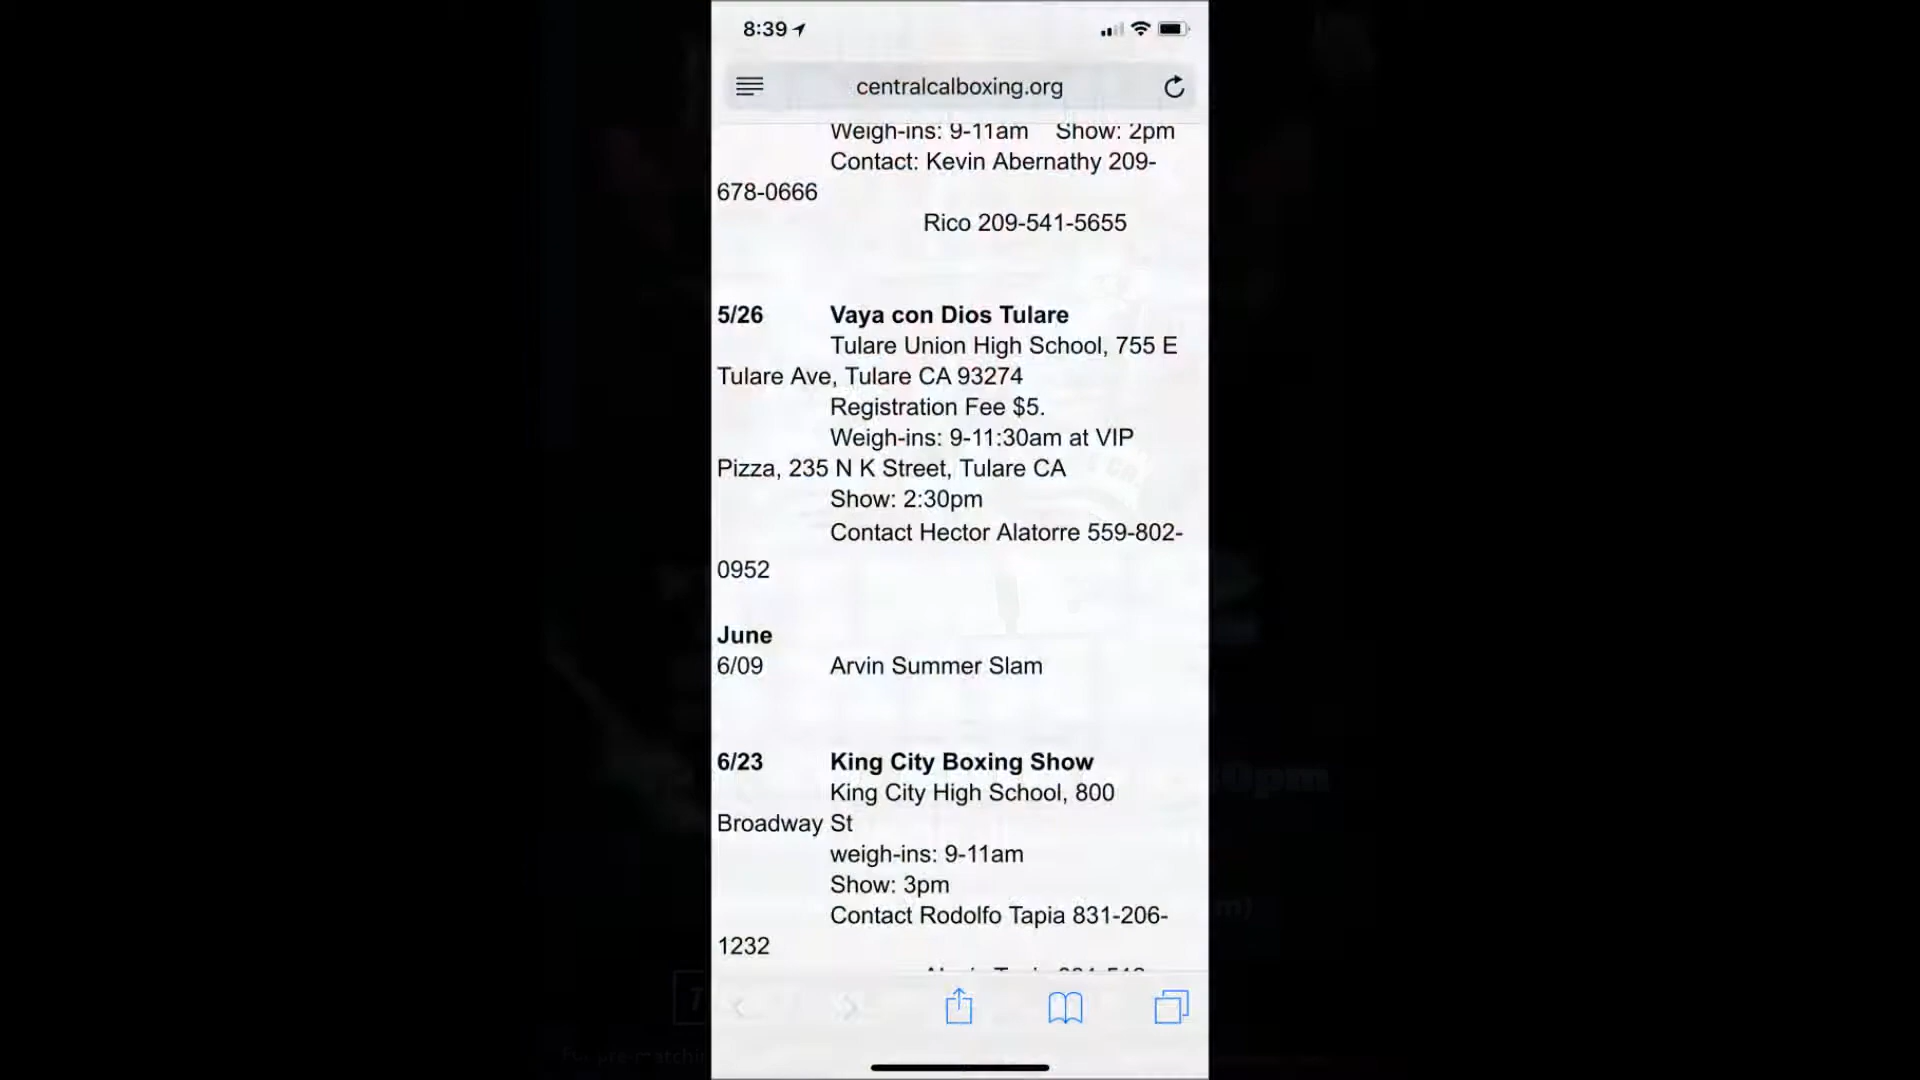 8:39
centralcalboxing.org
Weigh-ins: 9-11am Show: 2pm
Contact: Kevin Abernathy 209-
678-0666
Rico 209-541-5655
5/26 Vaya con Dios Tulare
Tulare Union High School, 755 E
Tulare Ave, Tulare CA 93274
Registration Fee $5.
Weigh-ins: 9-11:30am at VIP
Pizza, 235 N K Street, Tulare CA
Show: 2:30pm
Contact Hector Alatorre 559-802-
0952
June
6/09 Arvin Summer Slam
6/23 King City Boxing Show
King City High School, 800
Broadway St
weigh-ins: 9-11am
Show: 3pm
Contact Rodolfo Tapia 831-206-
1232